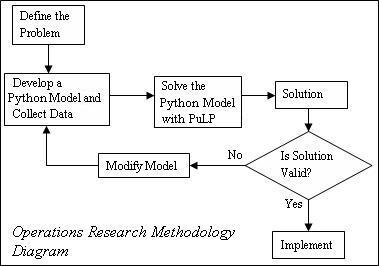 Define the
Problem
Develop a
Python Model and
Collect Data
Solve the
Python Model
with PuLP
Solution
Is Solution
Valid?
No
Modify Model
Yes
Implement
Operations Research Methodology
Diagram